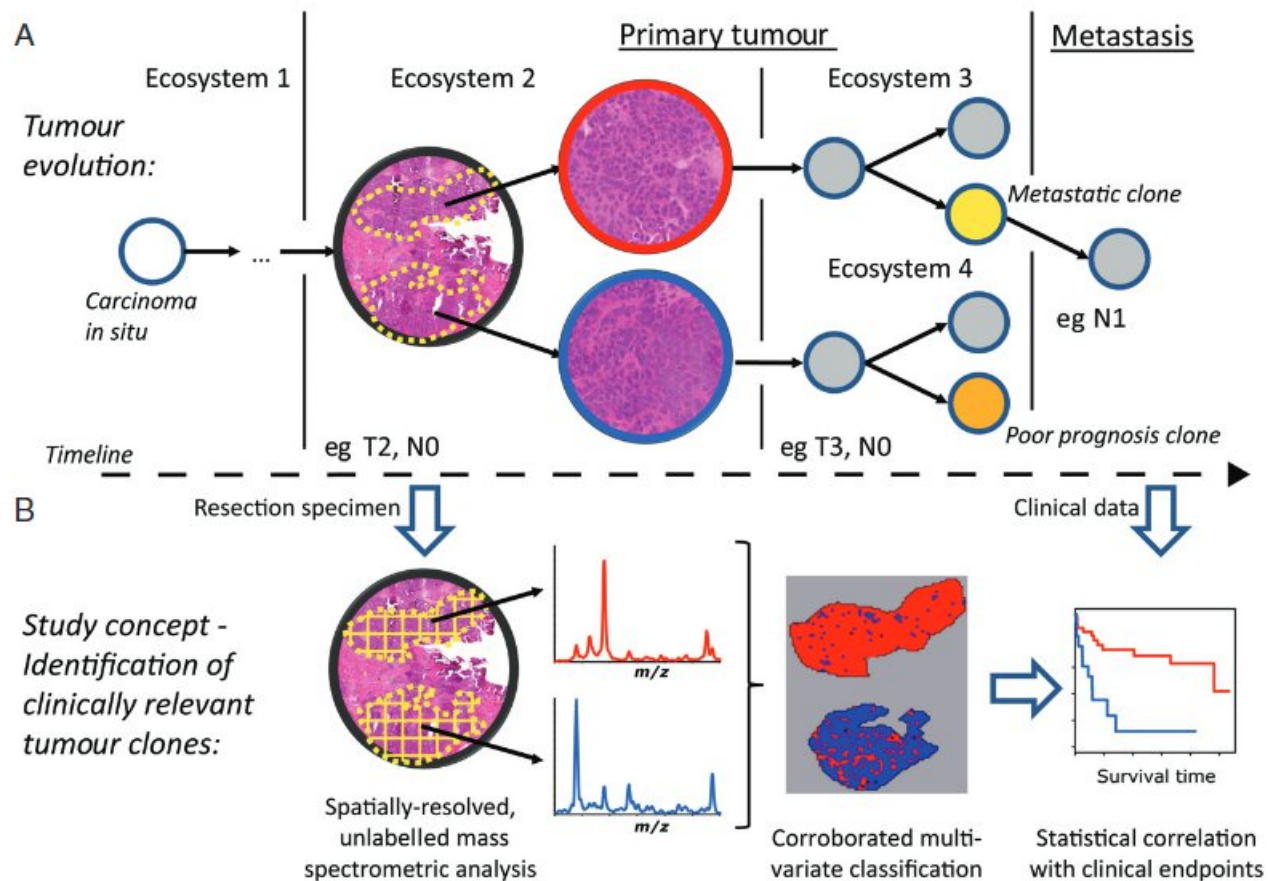 A
Primary tumour
Metastasis
Ecosystem 1
Ecosystem 2
Ecosystem 3
Tumour
evolution:
Metastatic clone
...
Ecosystem 4
Carcinoma
in situ
eg N1
Poor prognosis clone
eg T2, N0
eg T3, N0
Timeline
B
Resection specimen
Clinical data
Study concept -
Identification of
clinically relevant
tumour clones:
m/z
m/z
Survival time
Spatially-resolved,
unlabelled mass
spectrometric analysis
Corroborated multi-
variate classification
Statistical correlation
with clinical endpoints